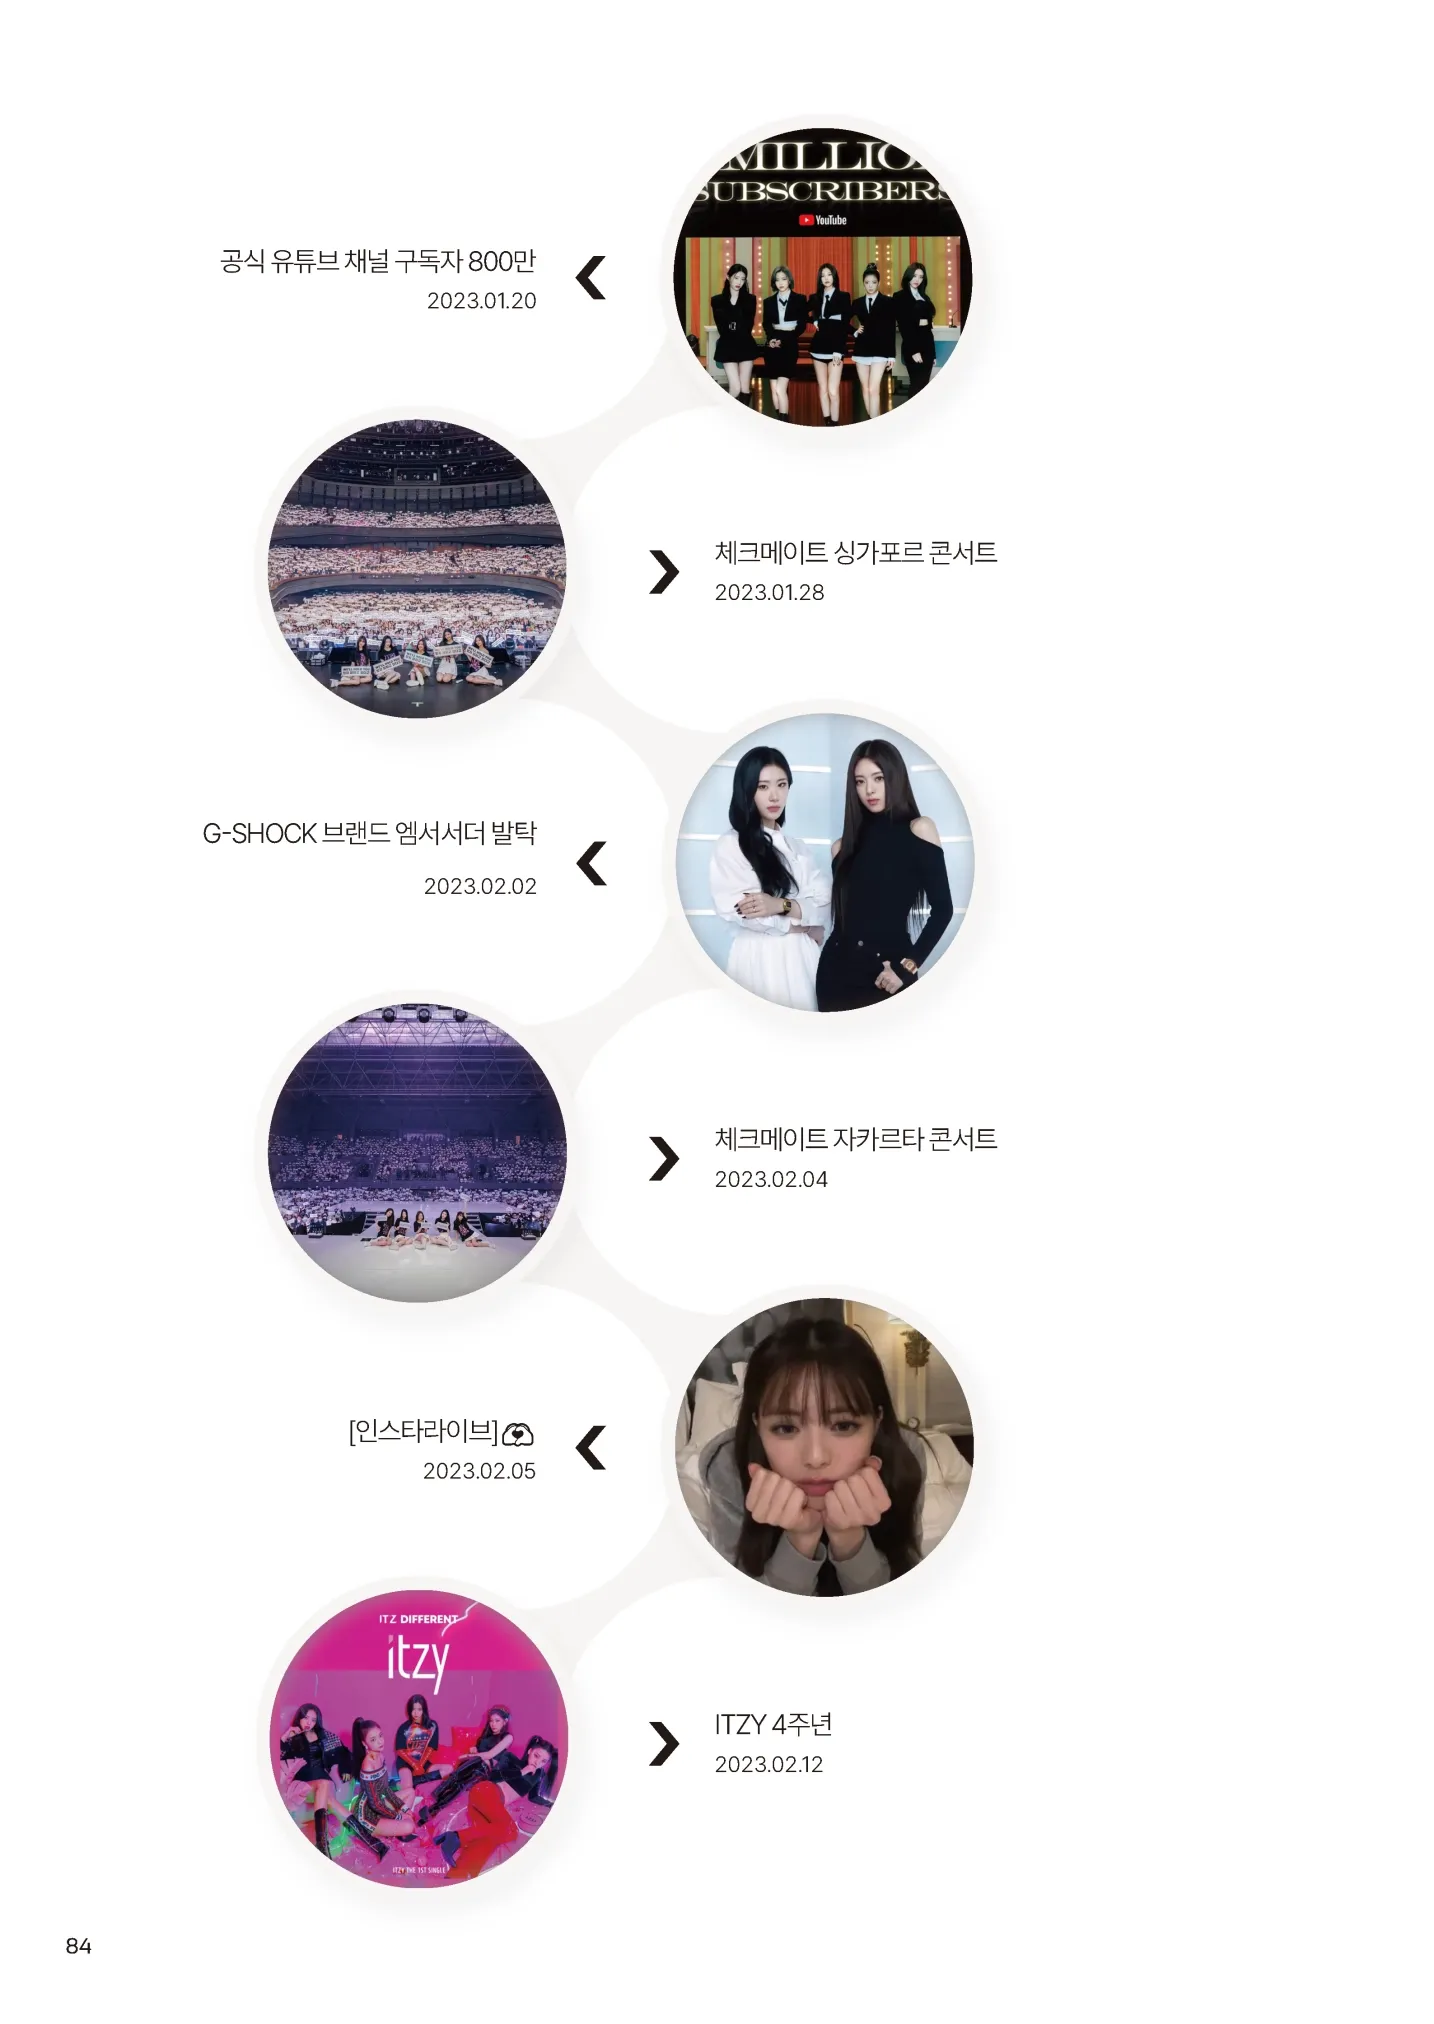 MILLIO
SUBSCRIBERS
YouTube
공식 유튜브 채널 구독자 800만
2023.01.20
체크메이트 싱가포르 콘서트
2023.01.28
G-SHOCK 브랜드 엠서서더 발탁
2023.02.02
체크메이트 자카르타 콘서트
2023.02.04
[인스타라이브]🫶
2023.02.05
ITZ DIFFERENT
itzy
ITZY THE 1ST SINGLE
ITZY 4주년
2023.02.12
84